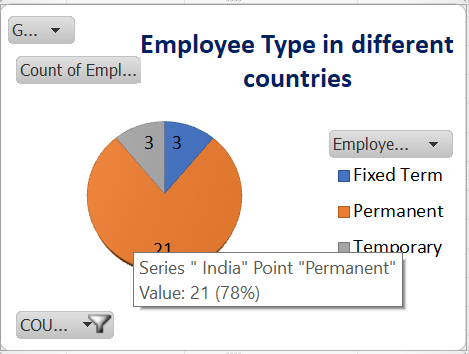 G...
Employee Type in different
countries
Count of Empl...
3
3
21
Employe...
Fixed Term
Permanent
Temporary
Series " India" Point "Permanent"
Value: 21 (78%)
COU...